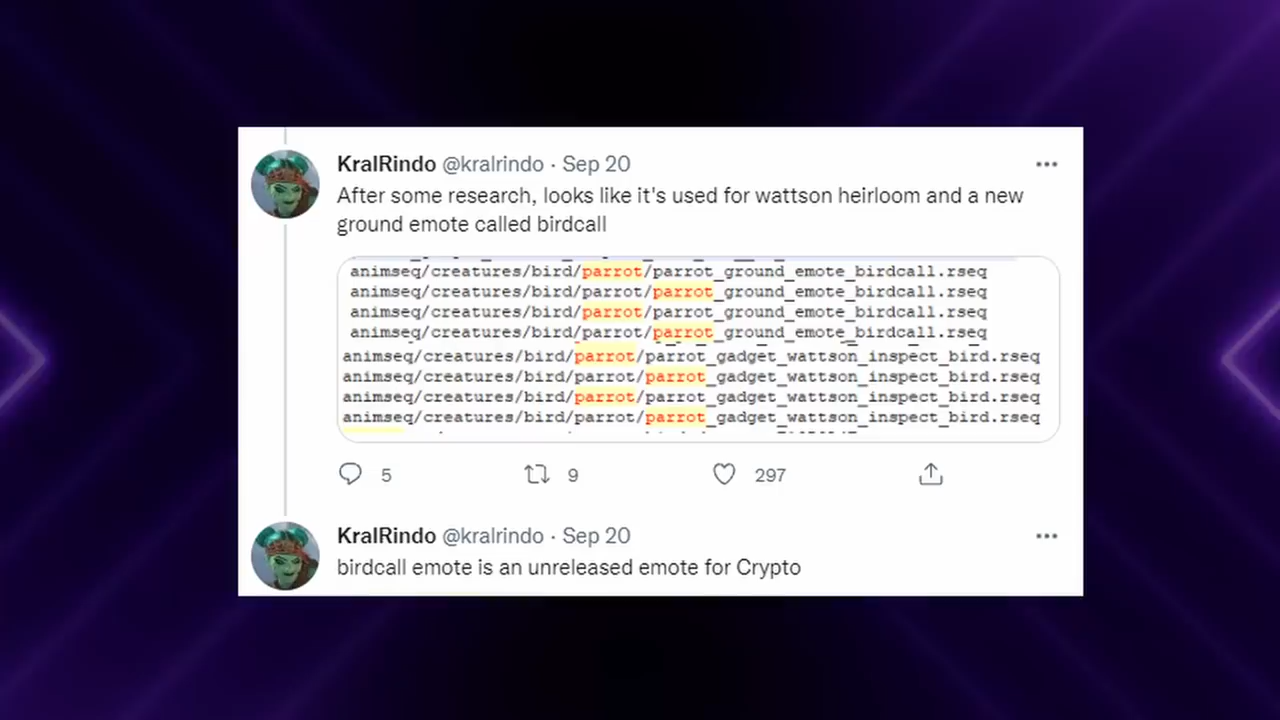 KralRindo @kralrindo · Sep 20
After some research, looks like it's used for wattson heirloom and a new
ground emote called birdcall
animseq/creatures/bird/parrot/parrot_ground_emote_birdcall.rseq
animseq/creatures/bird/parrot/parrot_ground_emote_birdcall.rseq
animseq/creatures/bird/parrot/parrot_ground_emote_birdcall.rseq
animseq/creatures/bird/parrot/parrot_ground_emote_birdcall.rseq
animseq/creatures/bird/parrot/parrot_gadget_wattson_inspect_bird.rseq
animseq/creatures/bird/parrot/parrot_gadget_wattson_inspect_bird.rseq
animseq/creatures/bird/parrot/parrot_gadget_wattson_inspect_bird.rseq
animseq/creatures/bird/parrot/parrot_gadget_wattson_inspect_bird.rseq
5 9 297
KralRindo @kralrindo · Sep 20
birdcall emote is an unreleased emote for Crypto